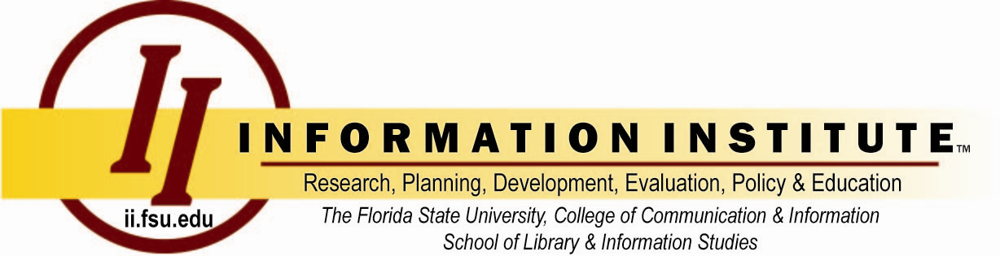 II
INFORMATION INSTITUTE™
Research, Planning, Development, Evaluation, Policy & Education
ii.fsu.edu
The Florida State University, College of Communication & Information
School of Library & Information Studies